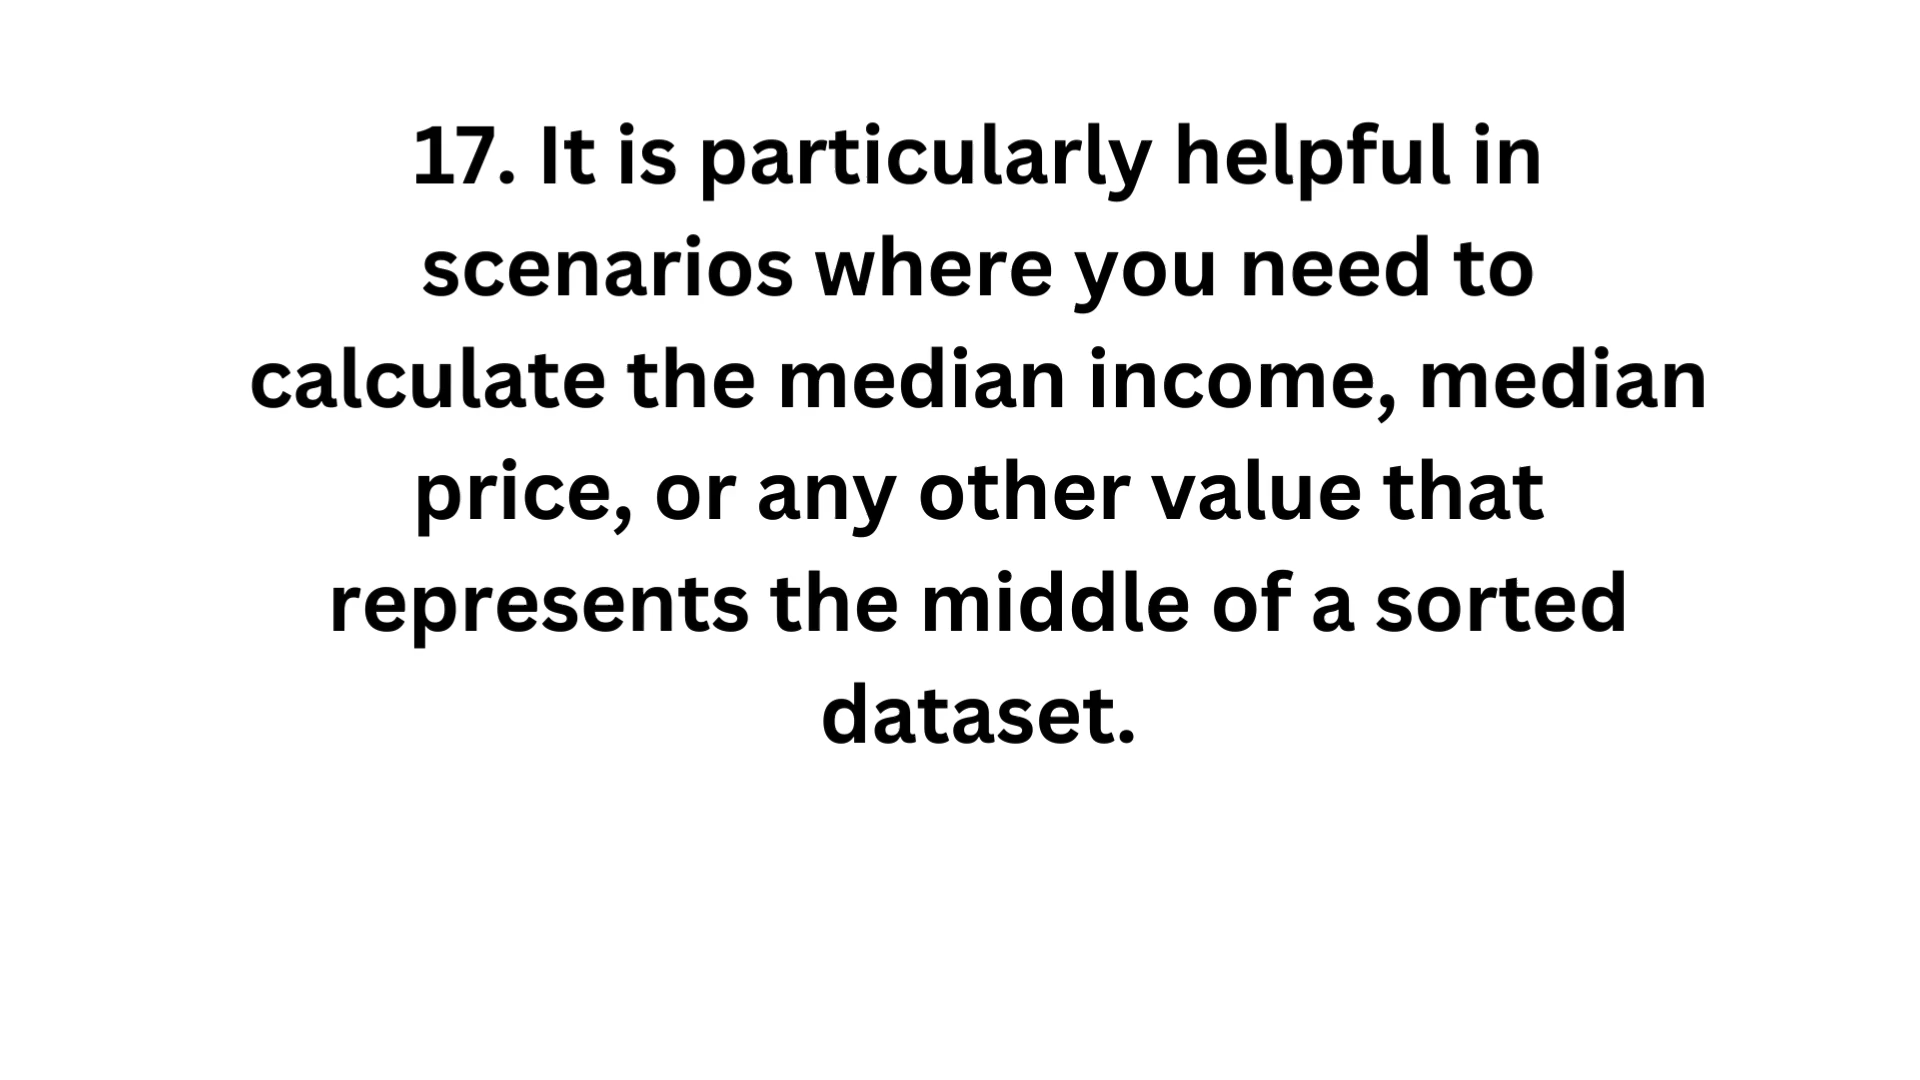 17. It is particularly helpful in
scenarios where you need to
calculate the median income, median
price, or any other value that
represents the middle of a sorted
dataset.